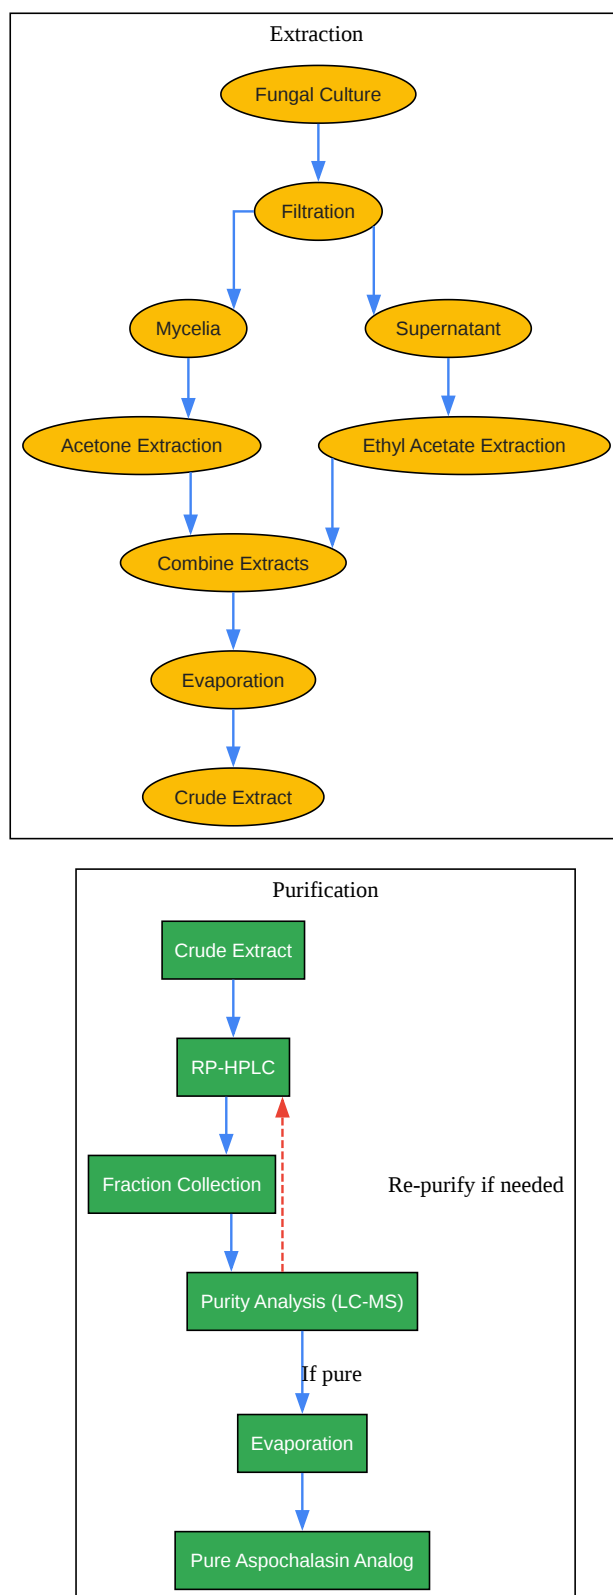 Extraction
Fungal Culture
Filtration
Mycelia
Supernatant
Acetone Extraction
Ethyl Acetate Extraction
Combine Extracts
Evaporation
Crude Extract
Purification
Crude Extract
RP-HPLC
Fraction Collection
Re-purify if needed
Purity Analysis (LC-MS)
If pure
Evaporation
Pure Aspochalasin Analog